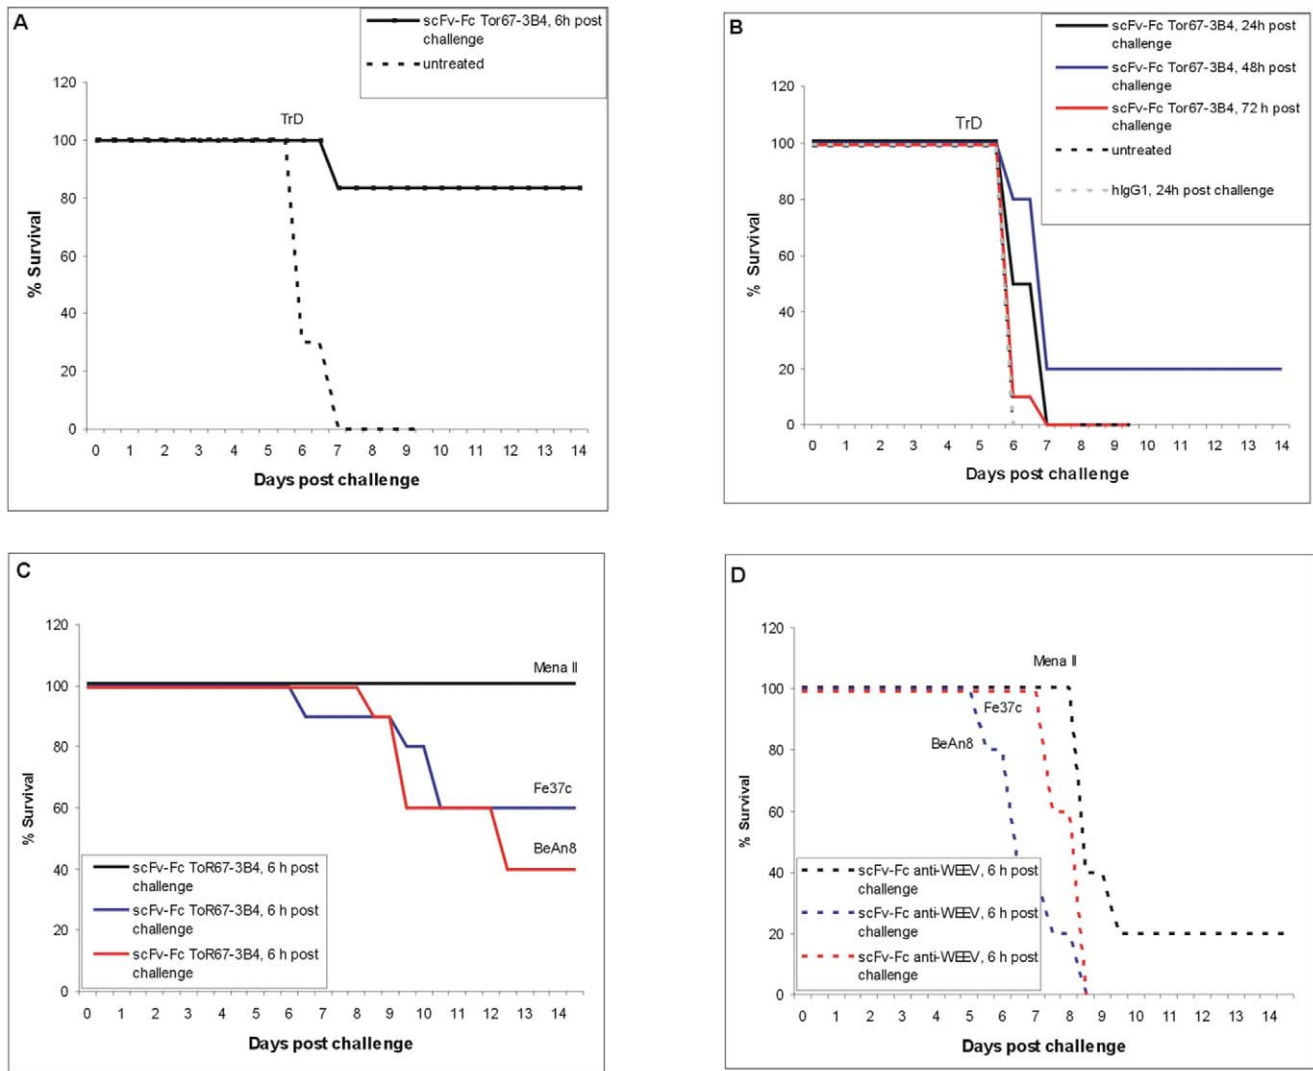 A
scFv-Fc Tor67-3B4, 6h post
challenge
untreated
120
100
80
60
40
20
0
TrD
% Survival
0 1 2 3 4 5 6 7 8 9 10 11 12 13 14
Days post challenge
B
scFv-Fc Tor67-3B4, 24h post
challenge
scFv-Fc Tor67-3B4, 48h post
challenge
scFv-Fc Tor67-3B4, 72 h post
challenge
untreated
hIgG1, 24h post challenge
120
100
80
60
40
20
0
TrD
% Survival
0 1 2 3 4 5 6 7 8 9 10 11 12 13 14
Days post challenge
C
120
100
80
60
40
20
0
Mena II
Fe37c
BeAn8
% Survival
scFv-Fc ToR67-3B4, 6 h post
challenge
scFv-Fc ToR67-3B4, 6 h post
challenge
scFv-Fc ToR67-3B4, 6 h post
challenge
0 1 2 3 4 5 6 7 8 9 10 11 12 13 14
Days post challenge
D
120
100
80
60
40
20
0
Mena II
Fe37c
BeAn8
% Survival
scFv-Fc anti-WEEV, 6 h post
challenge
scFv-Fc anti-WEEV, 6 h post
challenge
scFv-Fc anti-WEEV, 6 h post
challenge
0 1 2 3 4 5 6 7 8 9 10 11 12 13 14
Days post challenge